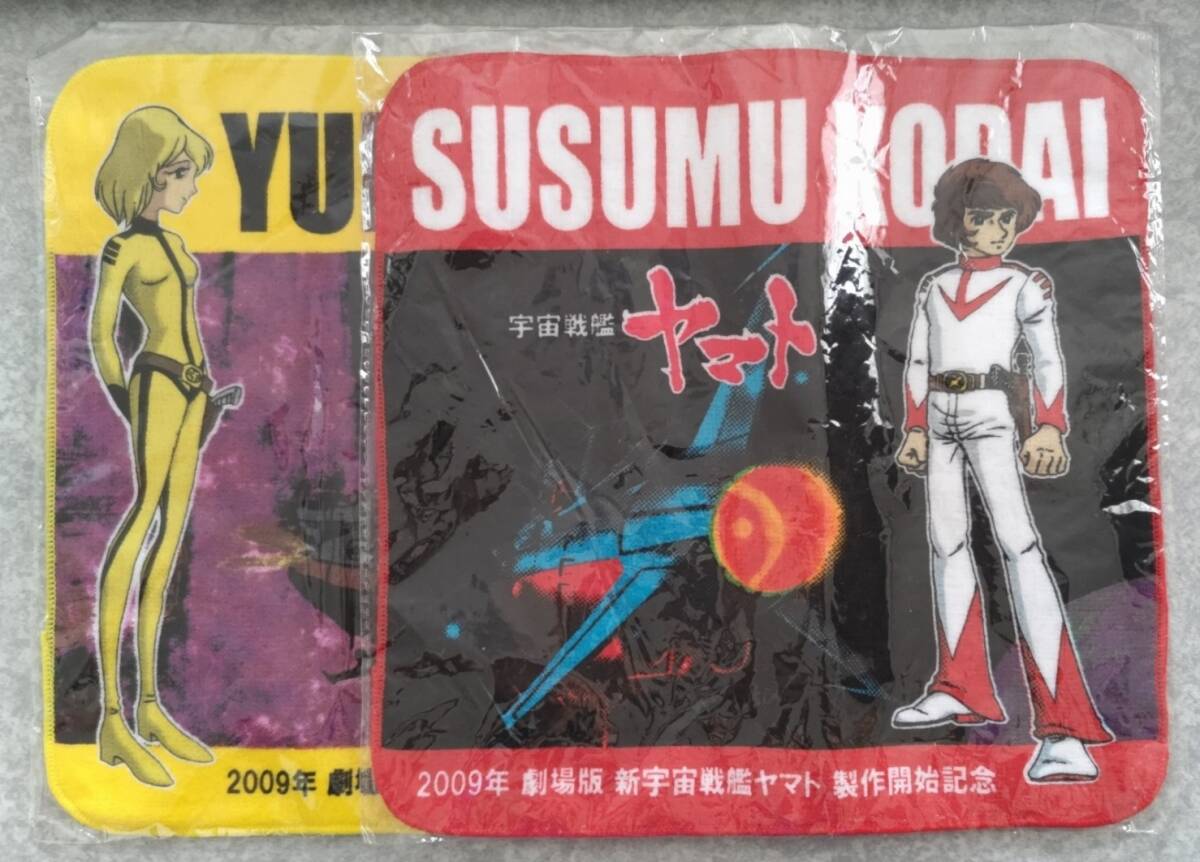 YU
SUSUMU KODAI
宇宙戦艦 ヤマト
2009年 劇場
2009年 劇場版 新宇宙戦艦ヤマト 製作開始記念